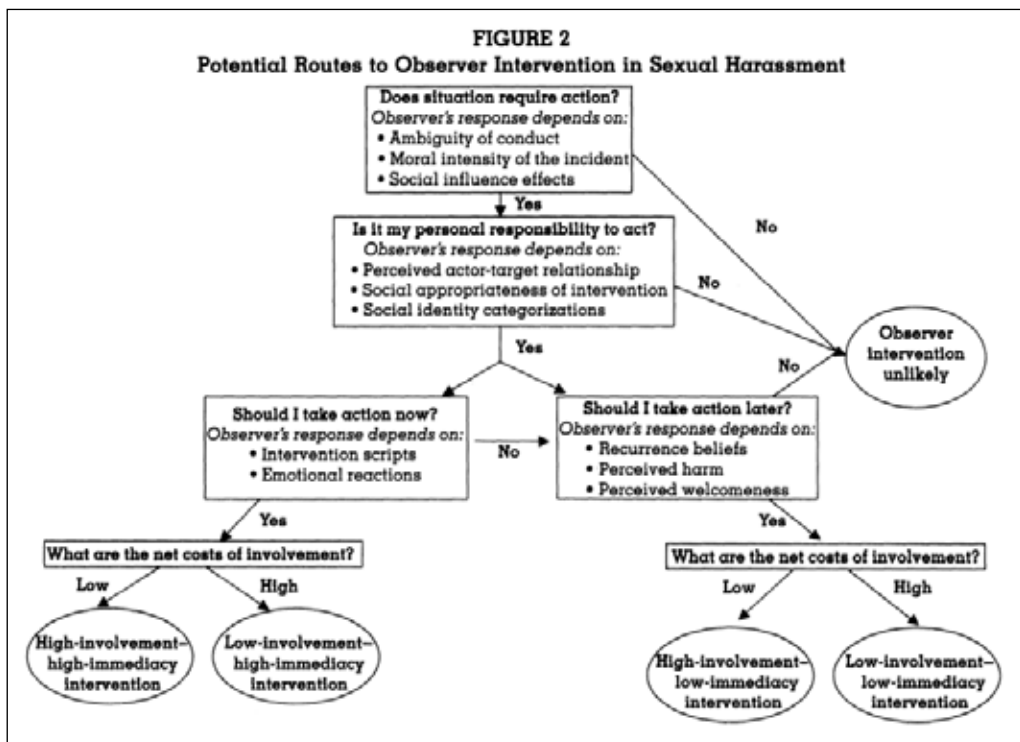 FIGURE 2
Potential Routes to Observer Intervention in Sexual Harassment
Does situation require action?
Observer's response depends on:
• Ambiguity of conduct
• Moral intensity of the incident
• Social influence effects
Yes
No
Is it my personal responsibility to act?
Observer's response depends on:
• Perceived actor-target relationship
• Social appropriateness of intervention
• Social identity categorizations
No
Yes
Observer
intervention
unlikely
No
Should I take action now?
Observer's response depends on:
• Intervention scripts
• Emotional reactions
No
Should I take action later?
Observer's response depends on:
• Recurrence beliefs
• Perceived harm
• Perceived welcomeness
Yes
Yes
What are the net costs of involvement?
What are the net costs of involvement?
Low
High
Low
High
High-involvement–
high-immediacy
intervention
Low-involvement–
high-immediacy
intervention
High-involvement–
low-immediacy
intervention
Low-involvement–
low-immediacy
intervention